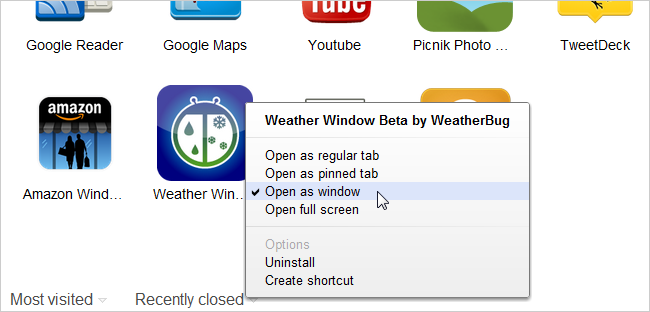 You
Tube
Google Reader
Google Maps
Youtube
Picnik Photo ...
TweetDeck
amazon
Amazon Wind...
Weather Win...
Weather Window Beta by WeatherBug
Open as regular tab
Open as pinned tab
Open as window
Open full screen
Options
Uninstall
Create shortcut
Most visited
Recently closed